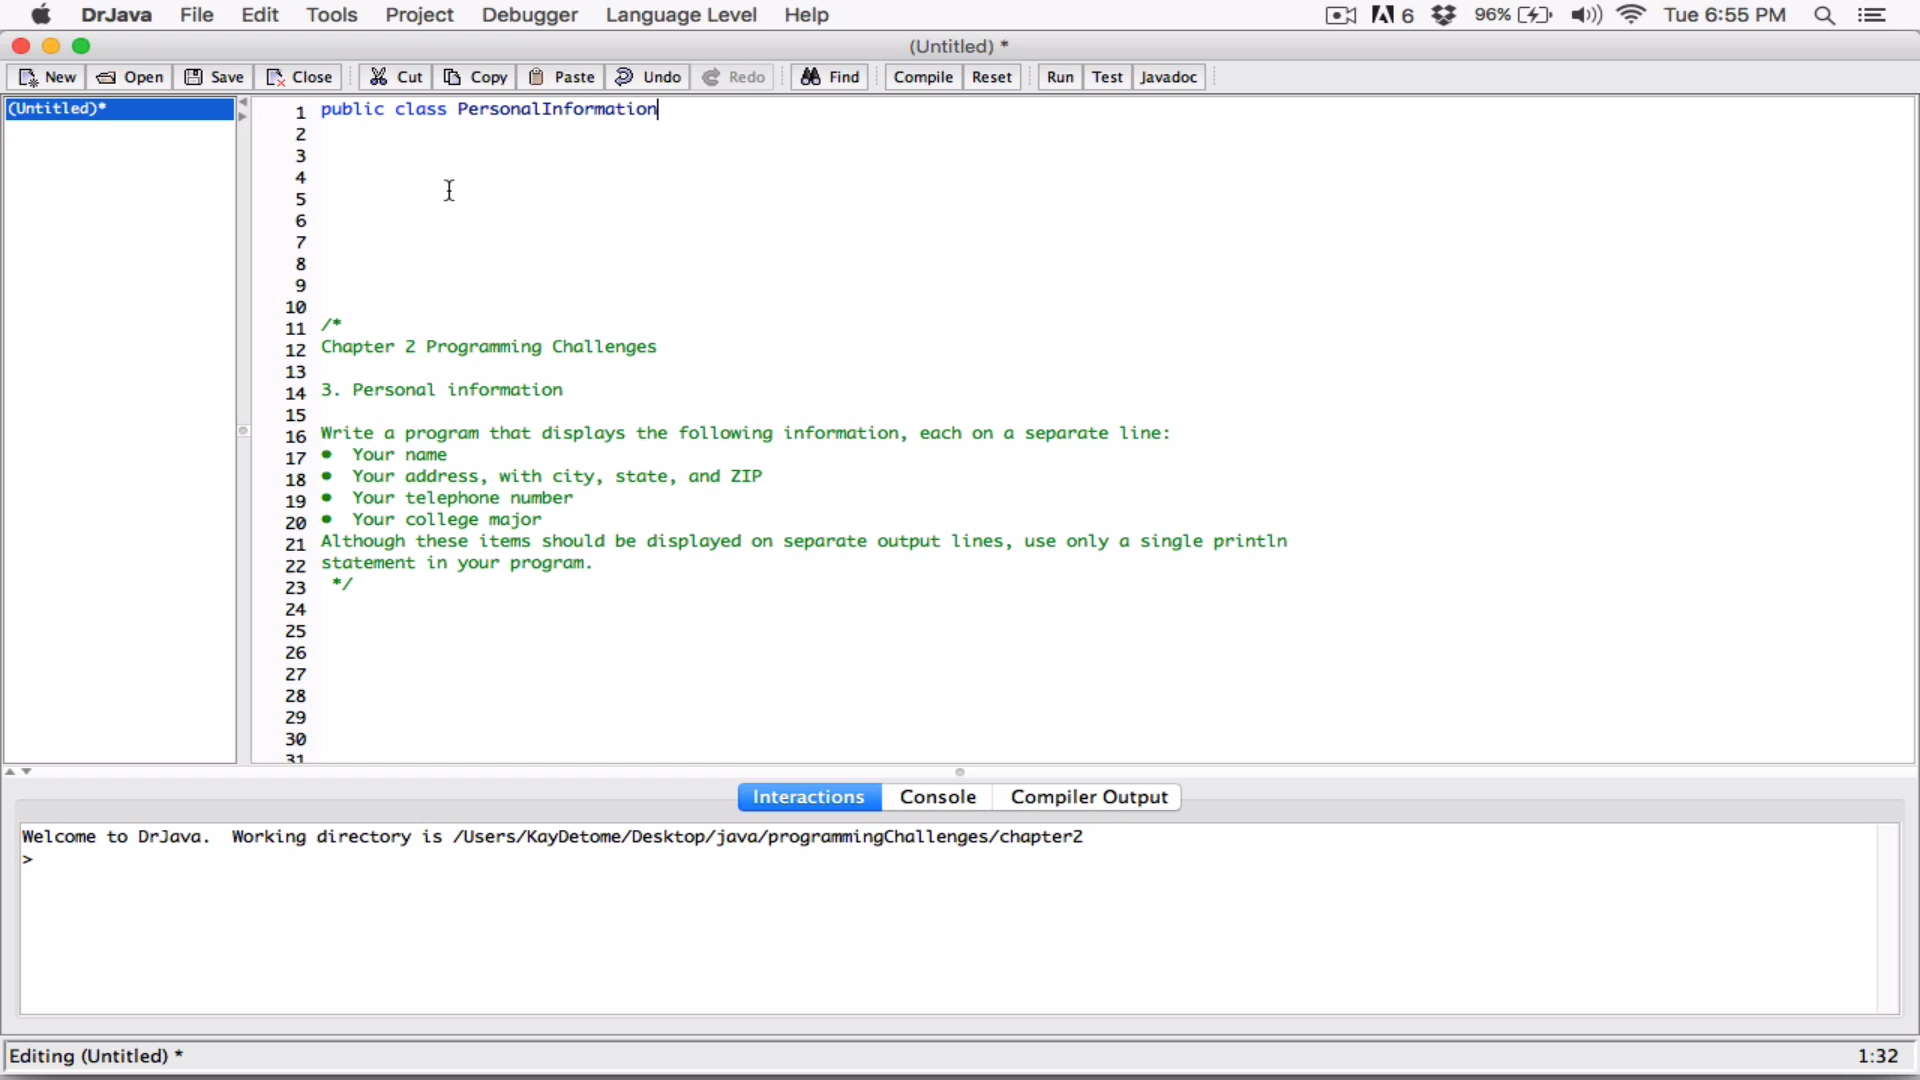 DrJava File Edit Tools Project Debugger Language Level Help 6 96% Tue 6:55 PM
(Untitled) *
New Open Save Close Cut Copy Paste Undo Redo Find Compile Reset Run Test Javadoc
(Untitled)*
1 public class PersonalInformation
2
3
4
5
6
7
8
9
10
11 /*
12 Chapter 2 Programming Challenges
13
14 3. Personal information
15
16 Write a program that displays the following information, each on a separate line:
17 • Your name
18 • Your address, with city, state, and ZIP
19 • Your telephone number
20 • Your college major
21 Although these items should be displayed on separate output lines, use only a single println
22 statement in your program.
23 */
24
25
26
27
28
29
30
31
Interactions Console Compiler Output
Welcome to DrJava. Working directory is /Users/KayDetome/Desktop/java/programmingChallenges/chapter2
>
Editing (Untitled) * 1:32